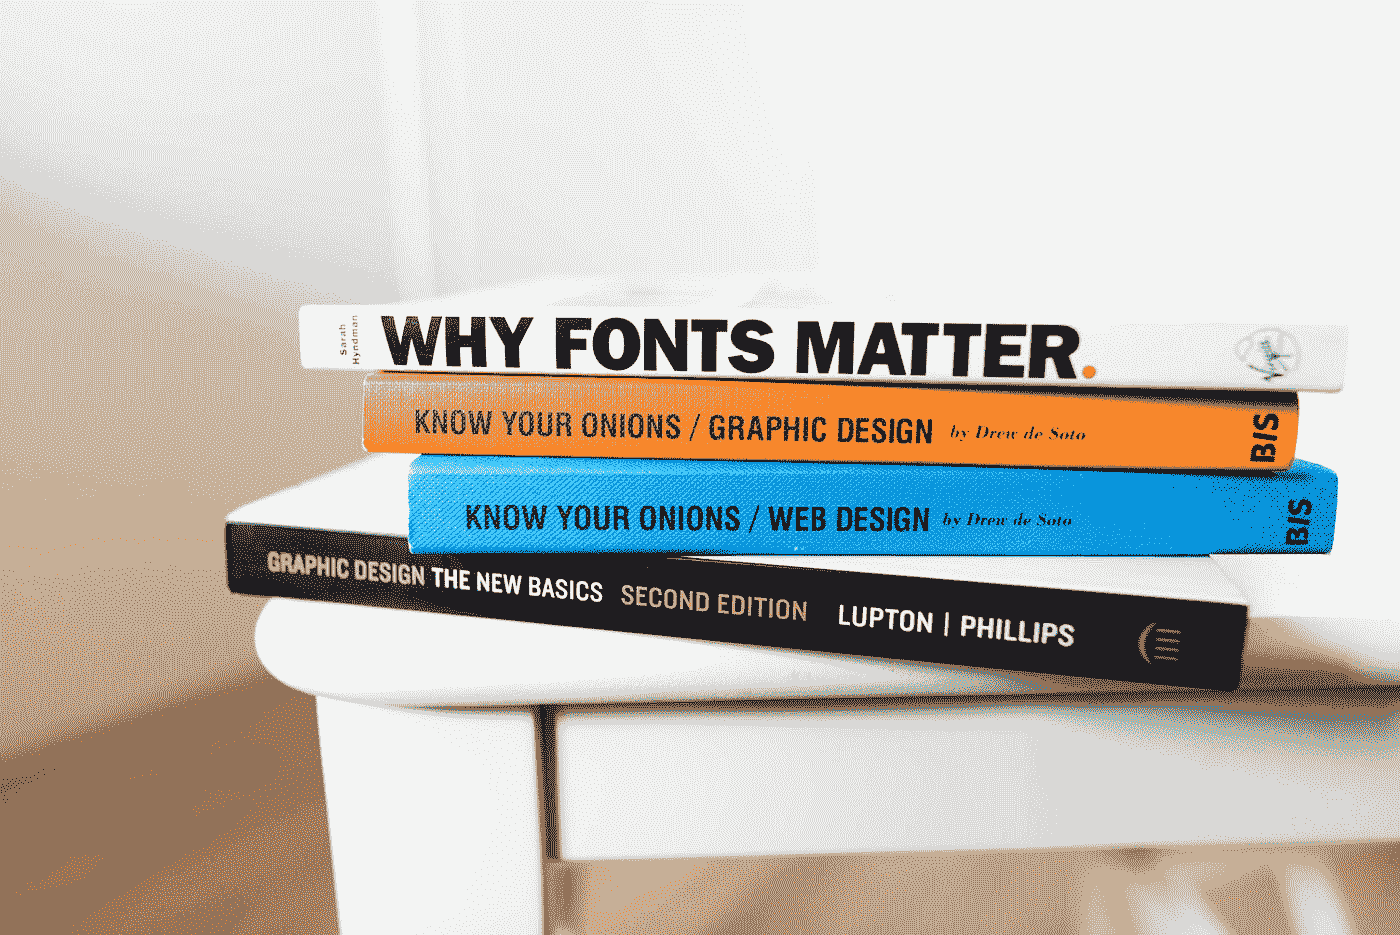 Sarah
Hyndman
WHY FONTS MATTER.
KNOW YOUR ONIONS / GRAPHIC DESIGN by Drew de Soto
BIS
KNOW YOUR ONIONS / WEB DESIGN by Drew de Soto
BIS
GRAPHIC DESIGN THE NEW BASICS SECOND EDITION LUPTON | PHILLIPS